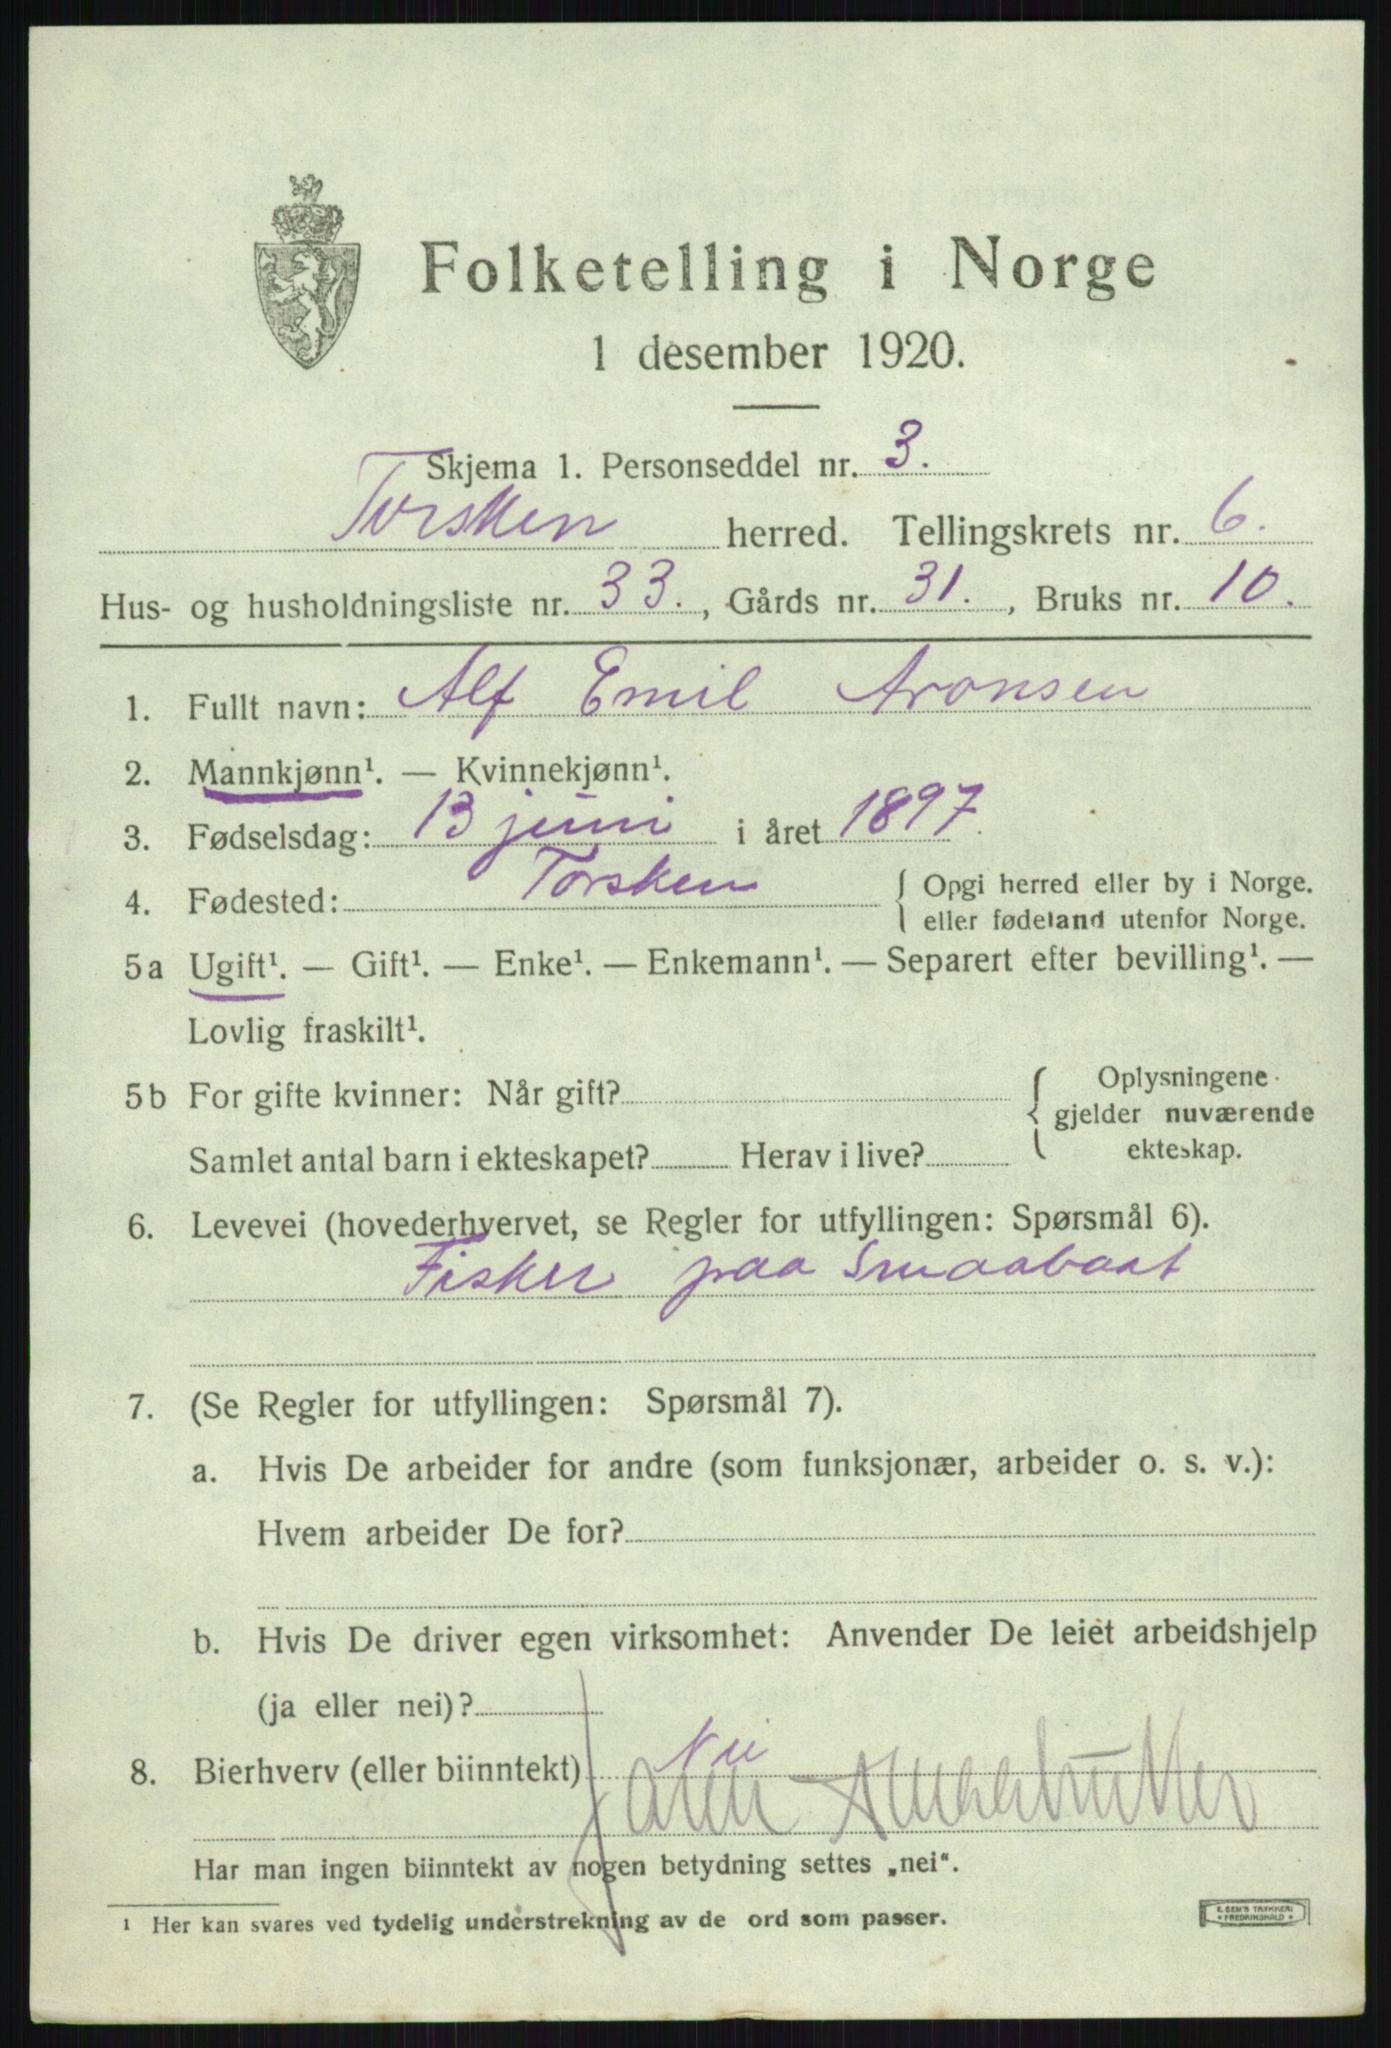 Folketelling i Norge
1 desember 1920.
Skjema 1. Personseddel nr. 3.
Torsken herred. Tellingskrets nr. 6.
Hus- og husholdningsliste nr. 33., Gårds nr. 31., Bruks nr. 10.
1. Fullt navn: Alf Emil Aronsen
2. Mannkjønn¹. — Kvinnekjønn¹.
3. Fødselsdag: 13 juni i året 1897.
4. Fødested: Torsken { Opgi herred eller by i Norge.
eller fødeland utenfor Norge.
5a Ugift¹. — Gift¹. — Enke¹. — Enkemann¹. — Separert efter bevilling¹. —
Lovlig fraskilt¹.
5b For gifte kvinner: Når gift? { Oplysningene
gjelder nuværende
Samlet antal barn i ekteskapet? Herav i live? ekteskap.
6. Levevei (hovederhvervet, se Regler for utfyllingen: Spørsmål 6).
Fisker paa Smaabaat
7. (Se Regler for utfyllingen: Spørsmål 7).
a. Hvis De arbeider for andre (som funksjonær, arbeider o. s. v.):
Hvem arbeider De for?
b. Hvis De driver egen virksomhet: Anvender De leiet arbeidshjelp
(ja eller nei)?
8. Bierhverv (eller biinntekt) Nei
Har man ingen biinntekt av nogen betydning settes „nei“.
¹ Her kan svares ved tydelig understrekning av de ord som passer.
E. SEM'S TRYKKERI
* FREDRIKSHALD *